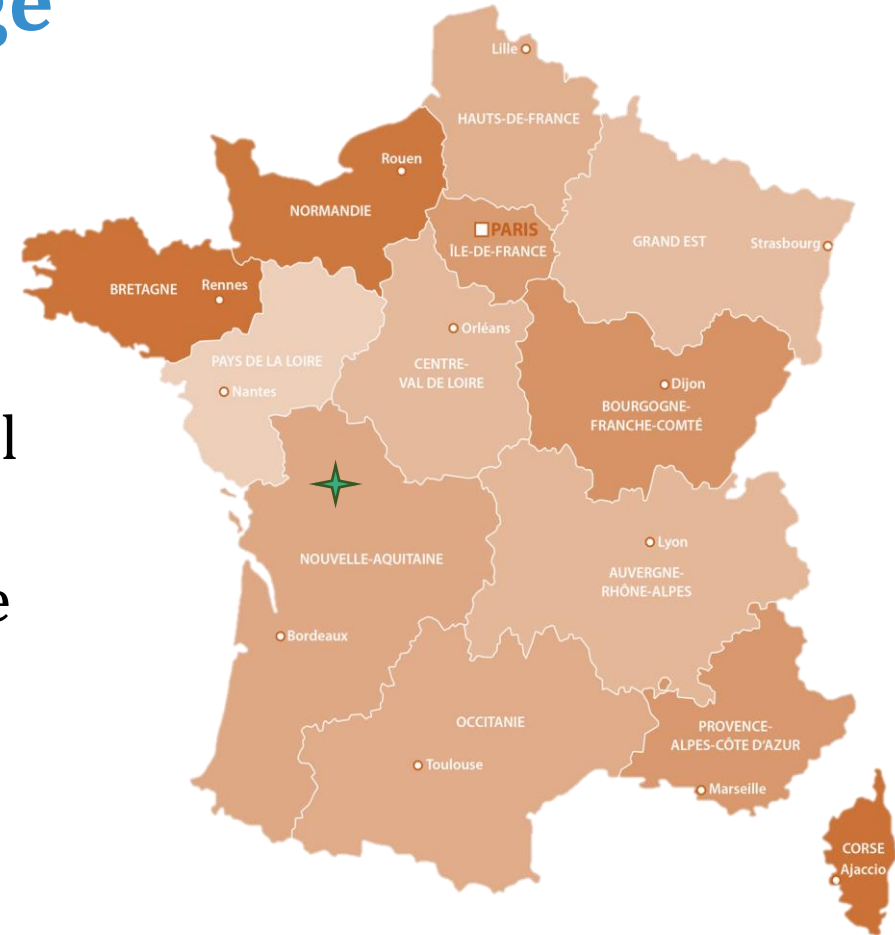 ge
Lille
HAUTS-DE-FRANCE
Rouen
NORMANDIE
PARIS
ÎLE-DE-FRANCE
GRAND EST
Strasbourg
BRETAGNE
Rennes
Orléans
PAYS DE LA LOIRE
CENTRE-
VAL DE LOIRE
Nantes
Dijon
BOURGOGNE-
FRANCHE-COMTÉ
l
NOUVELLE-AQUITAINE
Lyon
AUVERGNE-
RHÔNE-ALPES
e
Bordeaux
OCCITANIE
PROVENCE-
ALPES-CÔTE D'AZUR
Toulouse
Marseille
CORSE
Ajaccio